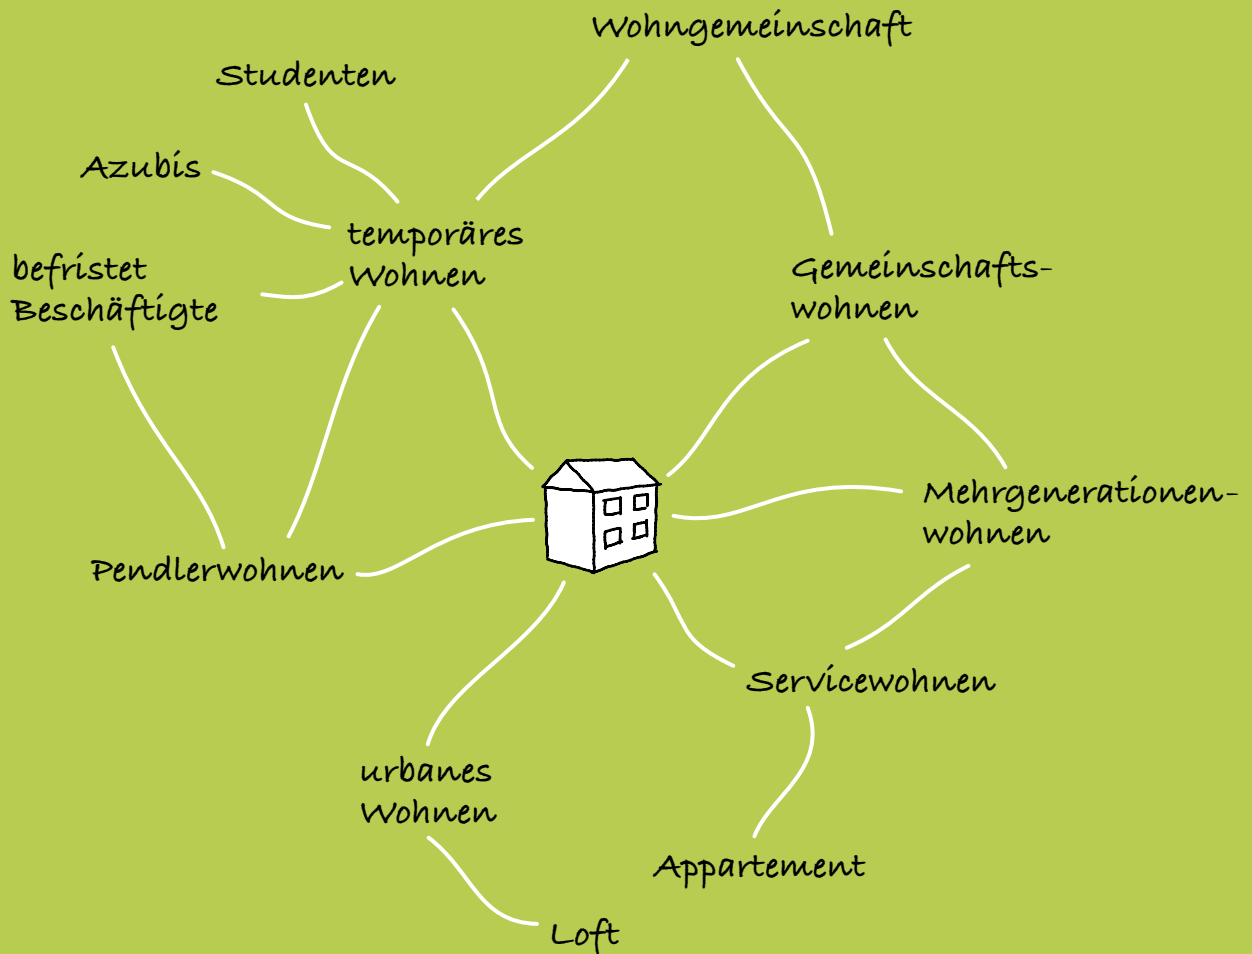 Wohngemeinschaft
Studenten
Azubis
temporäres
Wohnen
befristet
Beschäftigte
Gemeinschafts-
wohnen
Mehrgenerationen-
wohnen
Pendlerwohnen
Servicewohnen
urbanes
Wohnen
Appartement
Loft